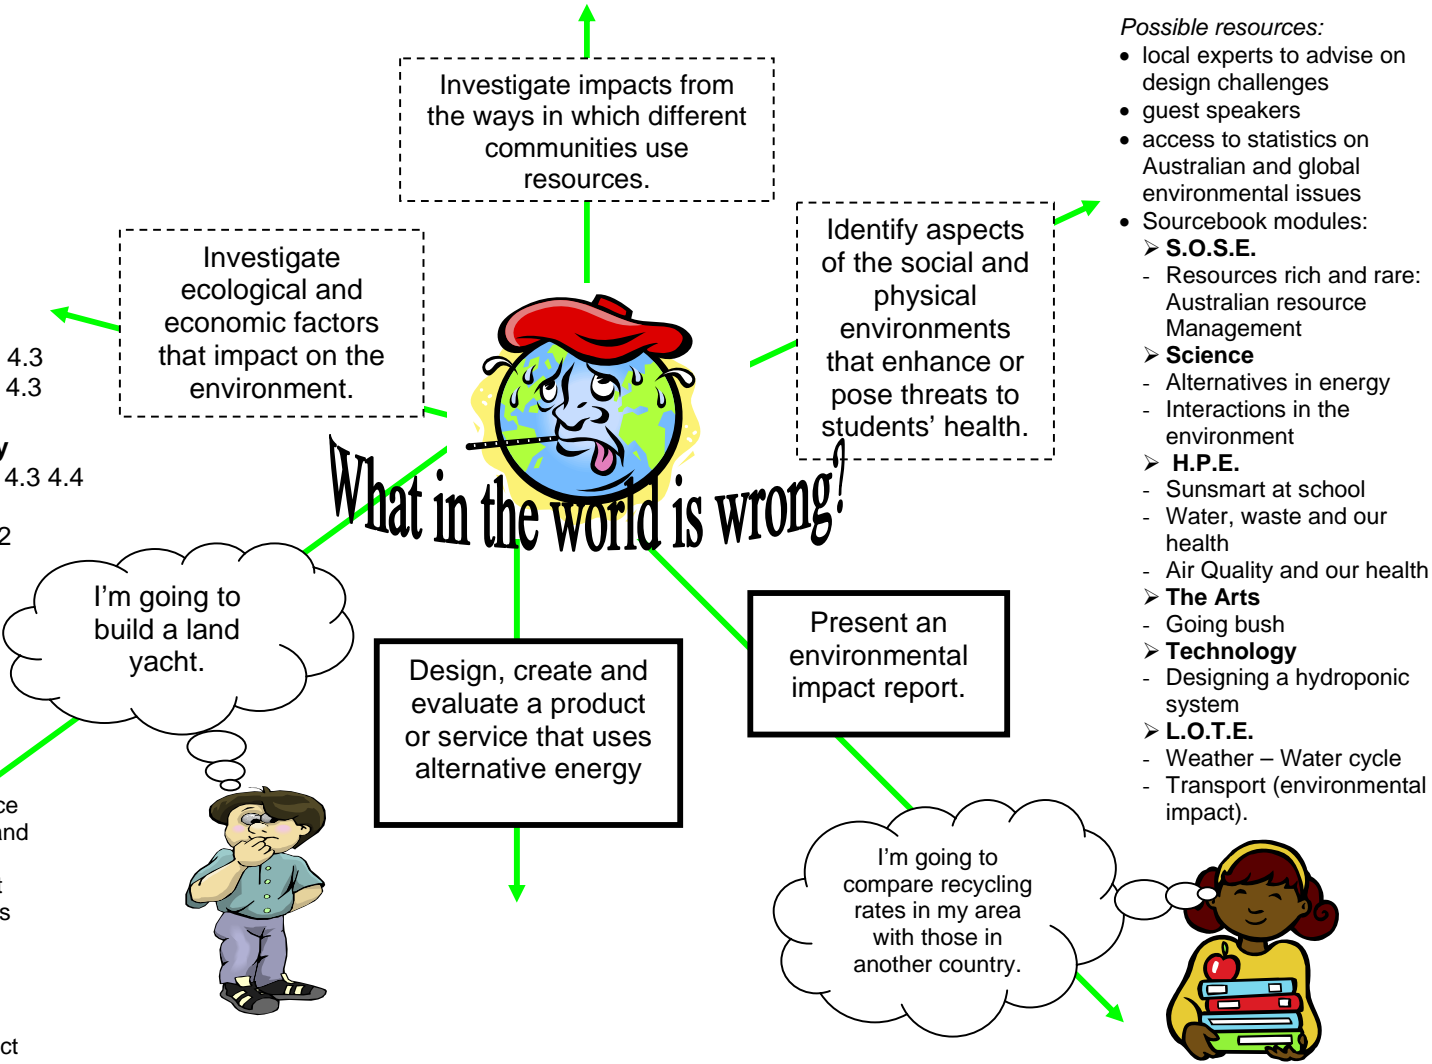 Investigate impacts from
the ways in which different
communities use
resources.
Investigate
ecological and
economic factors
that impact on the
environment.
Identify aspects
of the social and
physical
environments
that enhance or
pose threats to
students’ health.
4.3
4.3
y
4.3 4.4
2
What in the world is wrong?
I’m going to
build a land
yacht.
Design, create and
evaluate a product
or service that uses
alternative energy
Present an
environmental
impact report.
I’m going to
compare recycling
rates in my area
with those in
another country.
ce
and
t
s
ct
Possible resources:
• local experts to advise on
design challenges
• guest speakers
• access to statistics on
Australian and global
environmental issues
• Sourcebook modules:
➢ S.O.S.E.
- Resources rich and rare:
Australian resource
Management
➢ Science
- Alternatives in energy
- Interactions in the
environment
➢ H.P.E.
- Sunsmart at school
- Water, waste and our
health
- Air Quality and our health
➢ The Arts
- Going bush
➢ Technology
- Designing a hydroponic
system
➢ L.O.T.E.
- Weather – Water cycle
- Transport (environmental
impact).